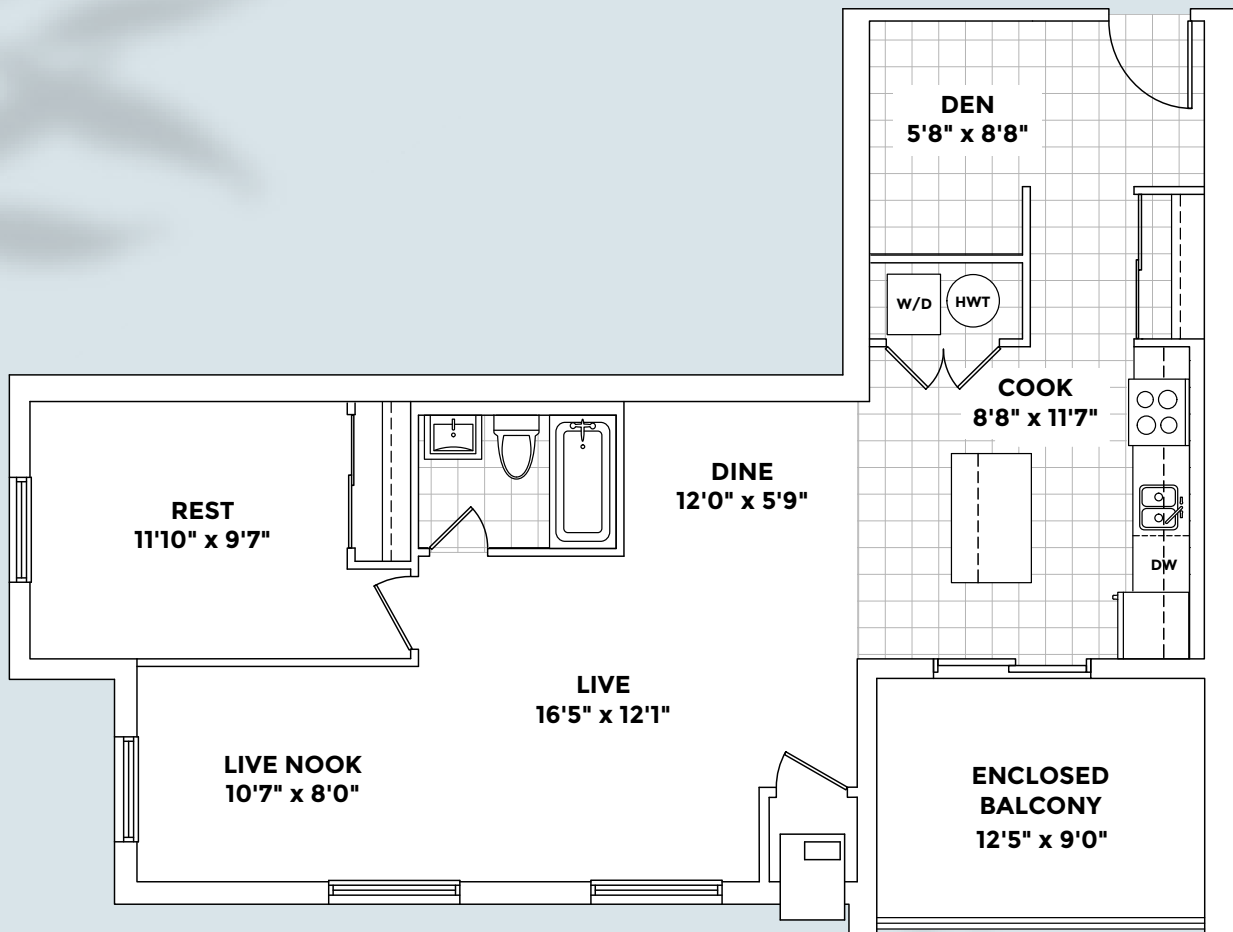 DEN
5'8" x 8'8"
W/D
HWT
COOK
8'8" x 11'7"
DINE
12'0" x 5'9"
REST
11'10" x 9'7"
DW
LIVE
16'5" x 12'1"
LIVE NOOK
10'7" x 8'0"
ENCLOSED
BALCONY
12'5" x 9'0"